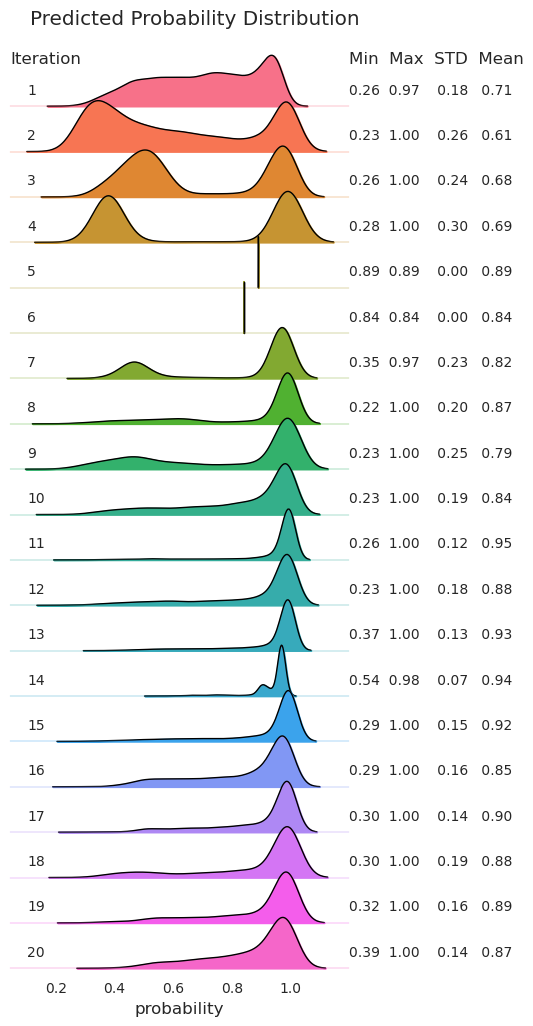 Predicted Probability Distribution
Iteration Min Max STD Mean
1 0.26 0.97 0.18 0.71
2 0.23 1.00 0.26 0.61
3 0.26 1.00 0.24 0.68
4 0.28 1.00 0.30 0.69
5 0.89 0.89 0.00 0.89
6 0.84 0.84 0.00 0.84
7 0.35 0.97 0.23 0.82
8 0.22 1.00 0.20 0.87
9 0.23 1.00 0.25 0.79
10 0.23 1.00 0.19 0.84
11 0.26 1.00 0.12 0.95
12 0.23 1.00 0.18 0.88
13 0.37 1.00 0.13 0.93
14 0.54 0.98 0.07 0.94
15 0.29 1.00 0.15 0.92
16 0.29 1.00 0.16 0.85
17 0.30 1.00 0.14 0.90
18 0.30 1.00 0.19 0.88
19 0.32 1.00 0.16 0.89
20 0.39 1.00 0.14 0.87
0.2 0.4 0.6 0.8 1.0
probability